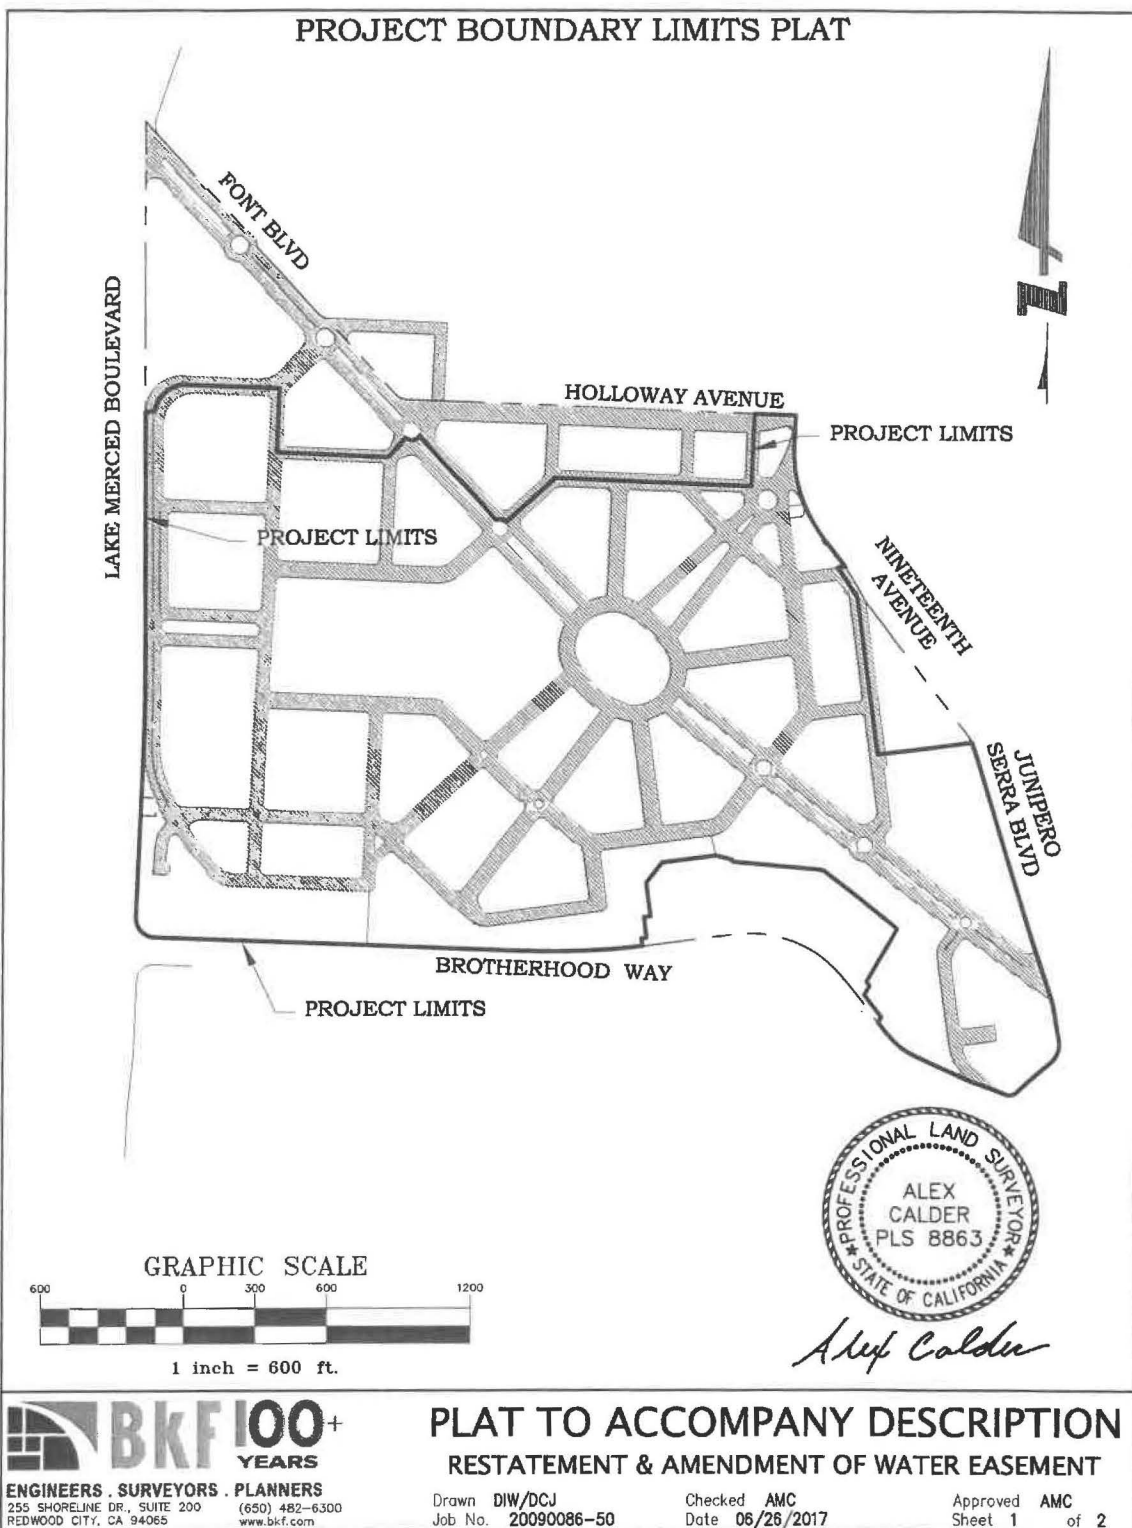 PROJECT BOUNDARY LIMITS PLAT
FONT BLVD
LAKE MERCED BOULEVARD
HOLLOWAY AVENUE
PROJECT LIMITS
PROJECT LIMITS
NINETEENTH
AVENUE
JUNIPERO
SERRA BLVD
BROTHERHOOD WAY
PROJECT LIMITS
PROFESSIONAL LAND SURVEYOR
ALEX
CALDER
PLS 8863
STATE OF CALIFORNIA
Alex Calder
GRAPHIC SCALE
600 0 300 600 1200
1 inch = 600 ft.
BKF 100+
YEARS
ENGINEERS . SURVEYORS . PLANNERS
255 SHORELINE DR., SUITE 200 (650) 482-6300
REDWOOD CITY, CA 94065 www.bkf.com
PLAT TO ACCOMPANY DESCRIPTION
RESTATEMENT & AMENDMENT OF WATER EASEMENT
Drawn DIW/DCJ Checked AMC Approved AMC
Job No. 20090086-50 Date 06/26/2017 Sheet 1 of 2